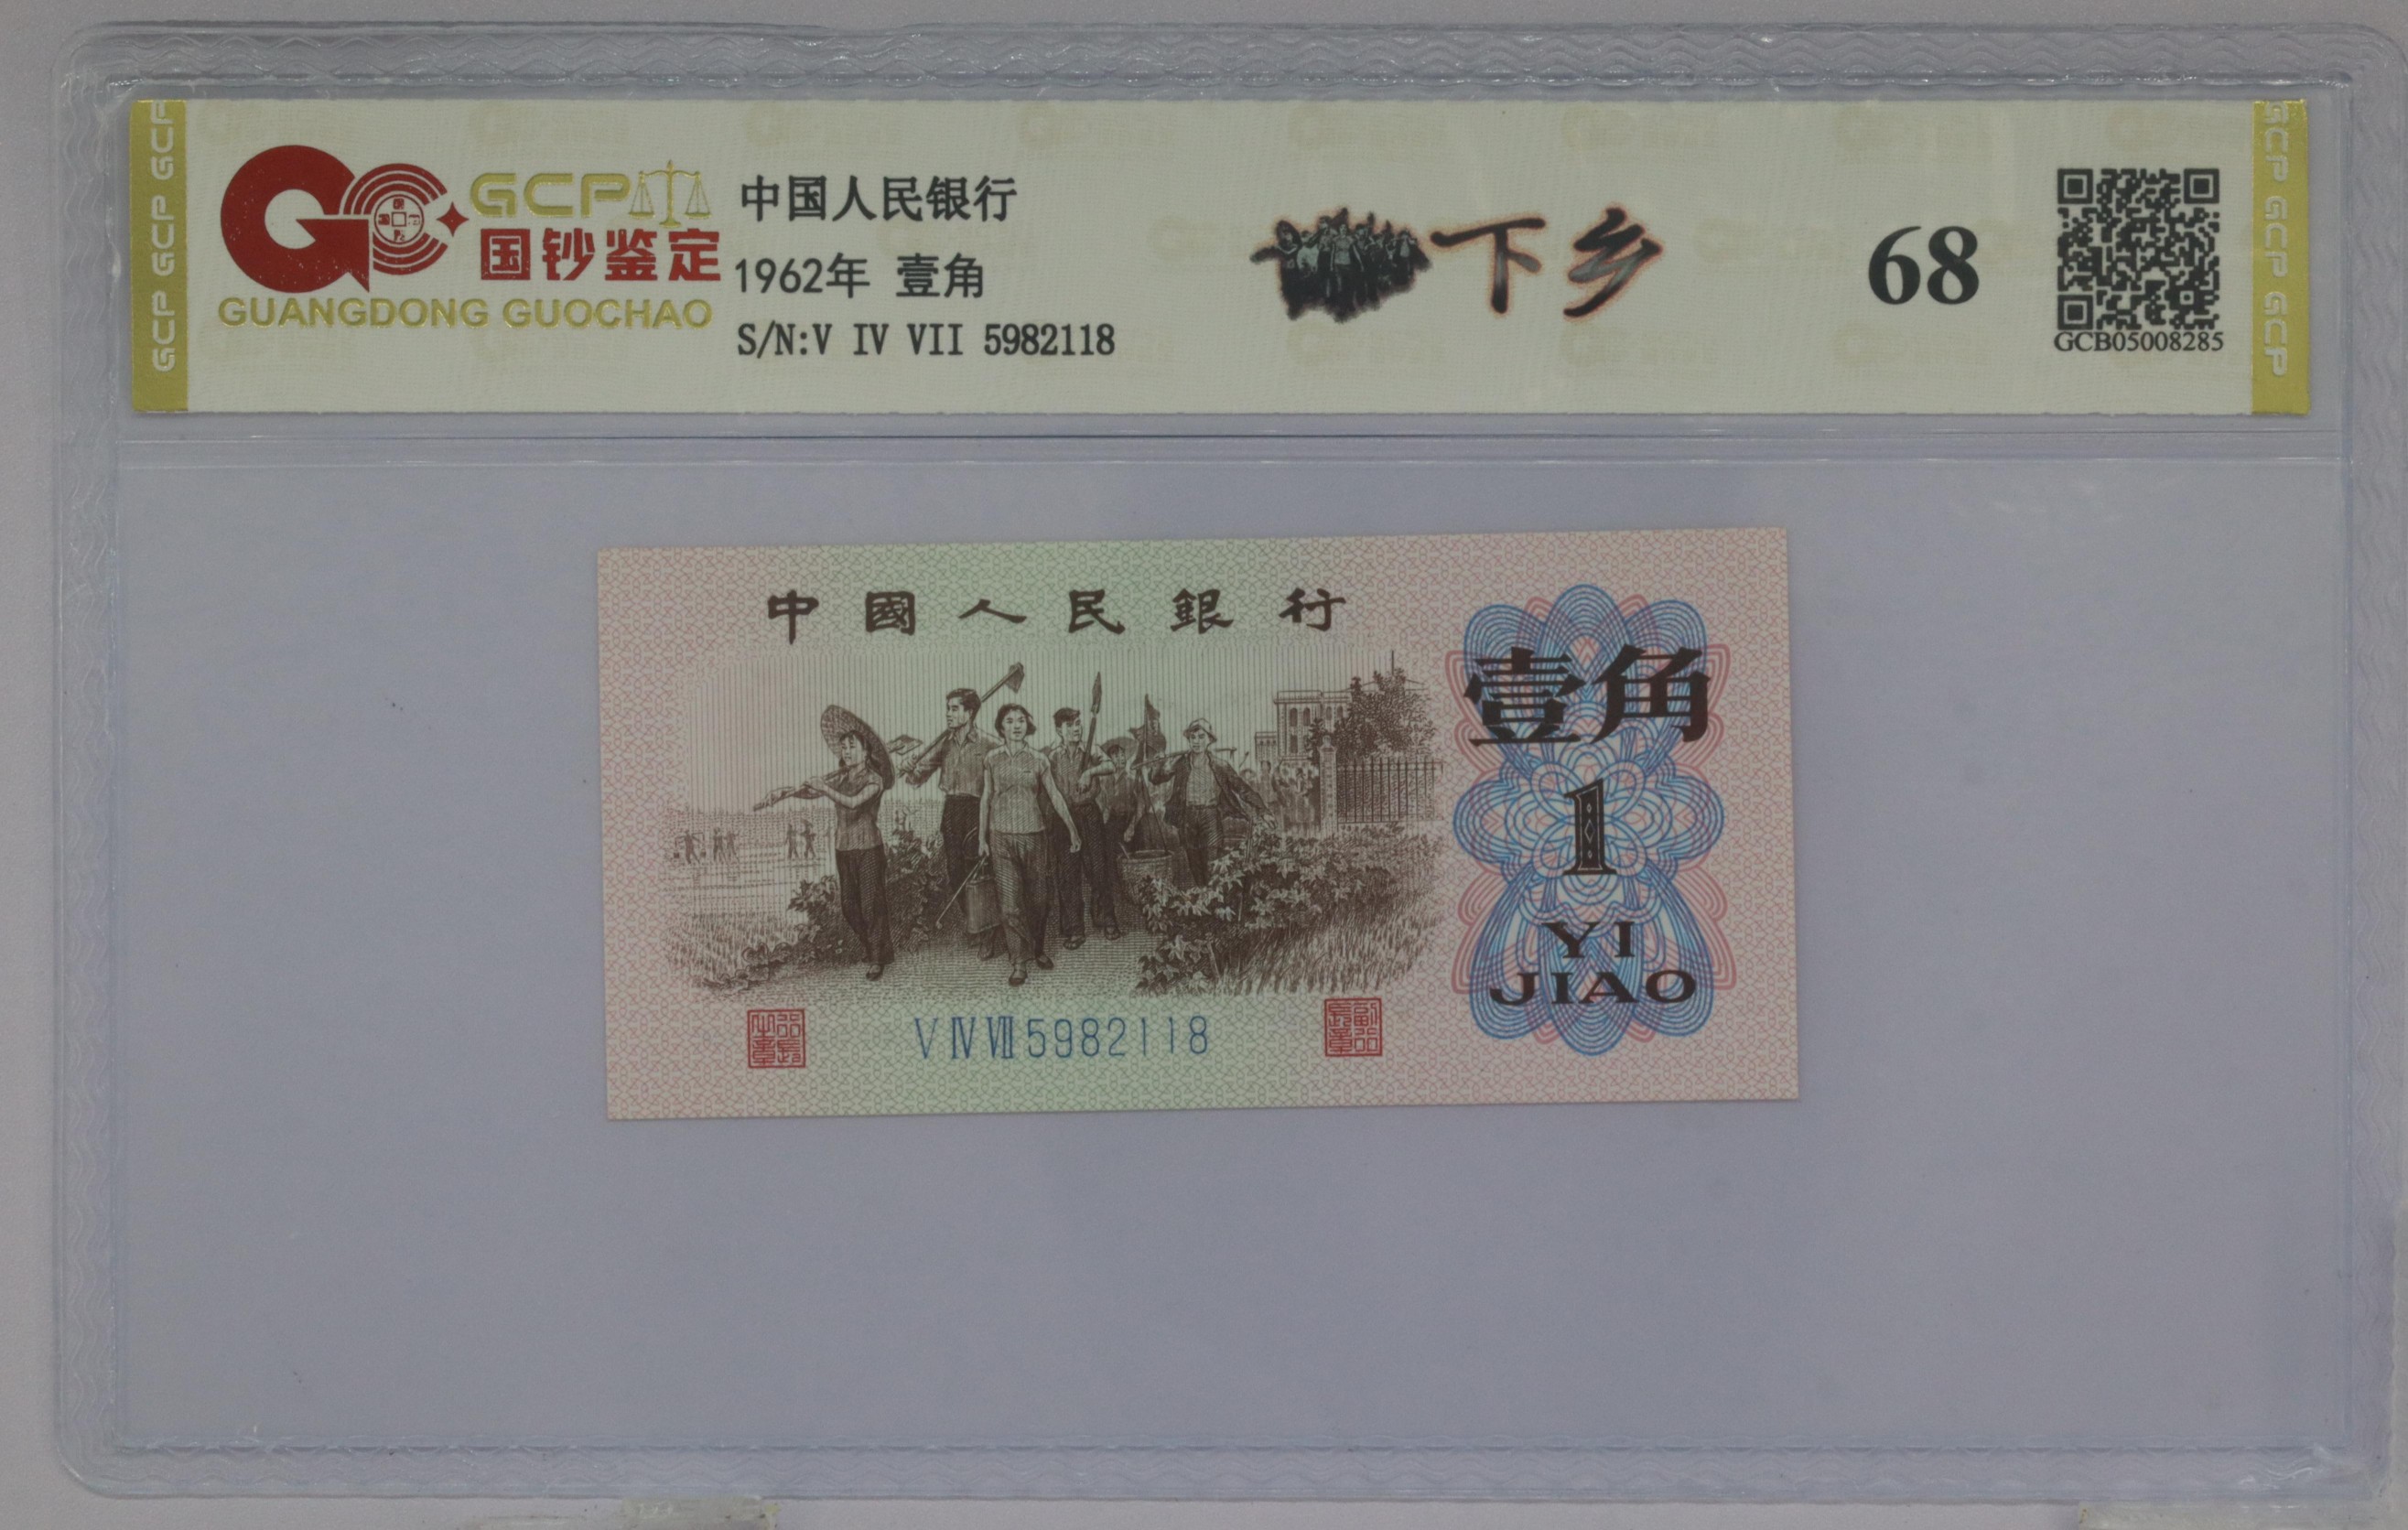 GCP GCP GCP
GCP
国钞鉴定
GUANGDONG GUOCHAO
中国人民银行
1962年 壹角
S/N:V IV VII 5982118
下乡
68
GCB05008285
GCP GCP GCP
中國人民銀行
壹角
1
YI
JIAO
V IV VII 5982118